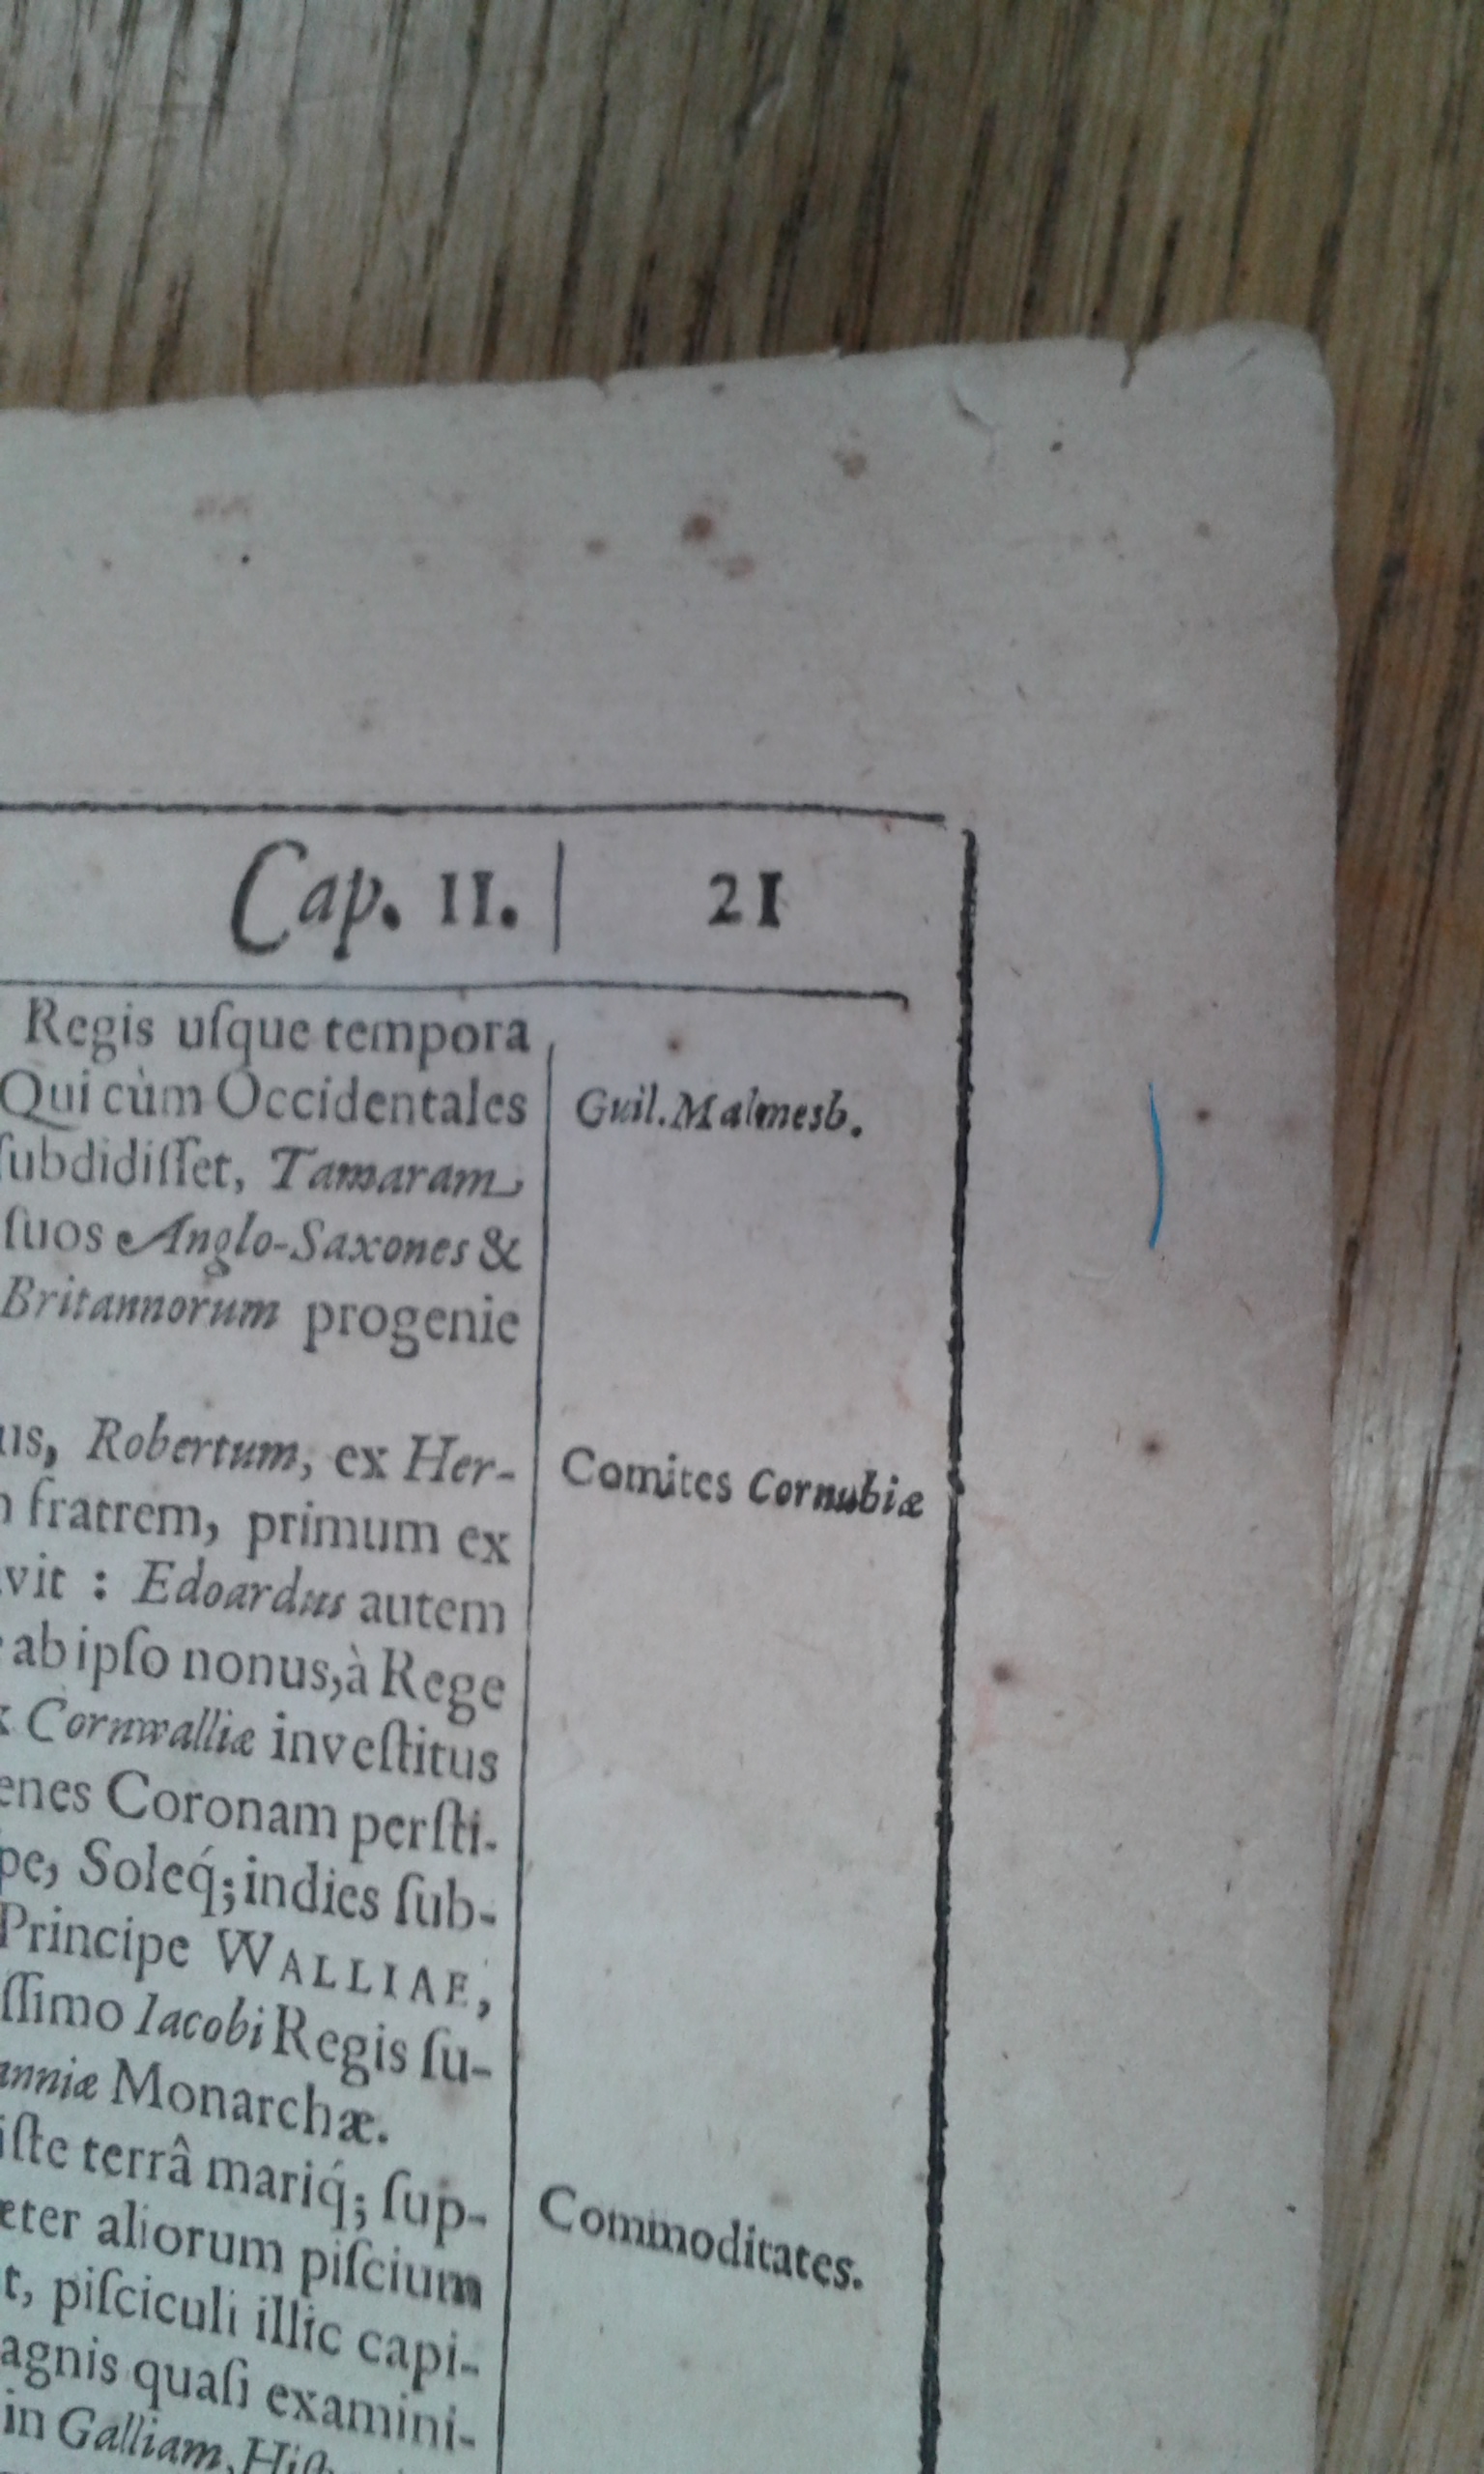 Cap. II. 21
Regis uſque tempora
Qui cùm Occidentales
Guil. Malmesb.
ſubdidiſſet, Tamaram
ſuos Anglo-Saxones &
Britannorum progenie
us, Robertum, ex Her-
Comites Cornubiæ
fratrem, primum ex
vit : Edoardus autem
ab ipſo nonus, à Rege
Cornwalliæ inveſtitus
enes Coronam perſti-
pe, Soleq́; indies ſub-
Principe WALLIAE,
ſſimo Iacobi Regis ſu-
anniæ Monarchæ.
iſte terrâ mariq́; ſup-
Commoditates.
eter aliorum piſcium
t, piſciculi illic capi-
agnis quaſi examini-
in Galliam, Hiſ